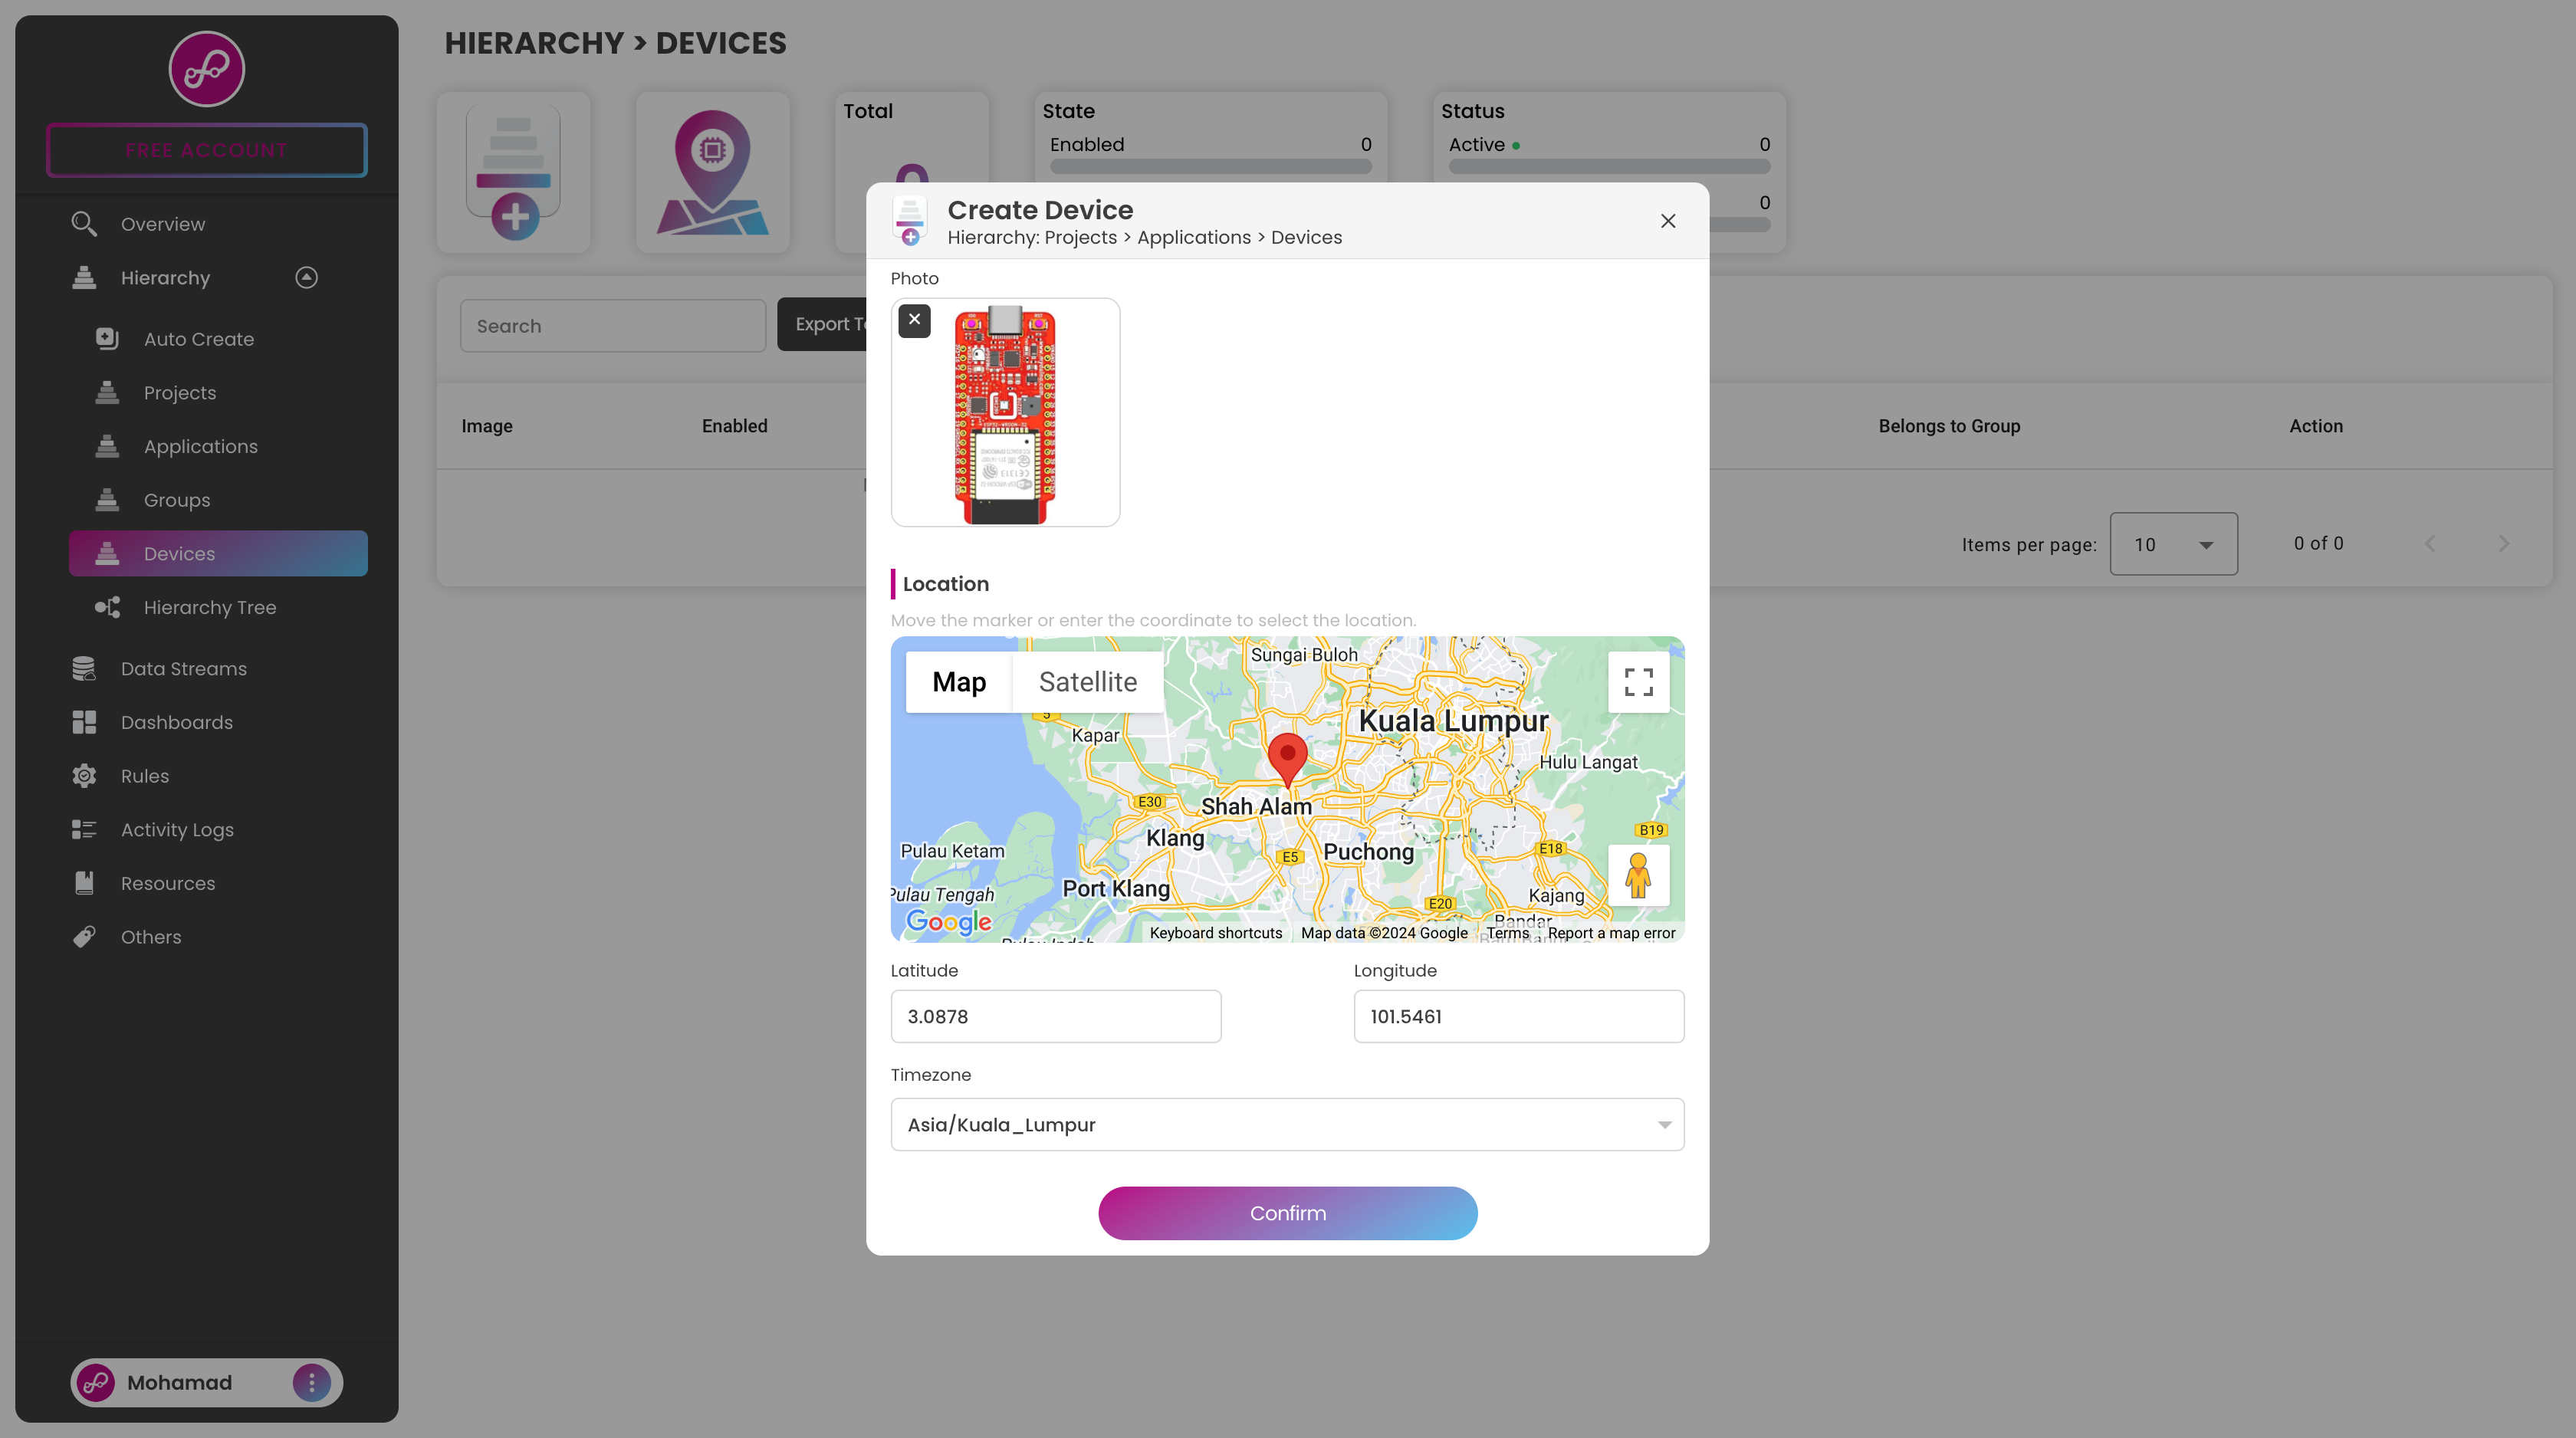 FREE ACCOUNT
Overview
Hierarchy
Auto Create
Projects
Applications
Groups
Devices
Hierarchy Tree
Data Streams
Dashboards
Rules
Activity Logs
Resources
Others
Mohamad
HIERARCHY > DEVICES
Total
State
Enabled 0
Status
Active 0
0
Search
Export
Image Enabled Belongs to Group Action
Items per page: 10 0 of 0
Create Device
Hierarchy: Projects > Applications > Devices
Photo
Location
Move the marker or enter the coordinate to select the location.
Map Satellite
Sungai Buloh
Kuala Lumpur
5
Kapar
Hulu Langat
E30
Shah Alam
Klang
B19
Pulau Ketam
E5
Puchong
E18
Port Klang
Pulau Tengah
Kajang
E20
Bandar
Google
Keyboard shortcuts Map data ©2024 Google Terms Report a map error
Latitude Longitude
3.0878 101.5461
Timezone
Asia/Kuala_Lumpur
Confirm